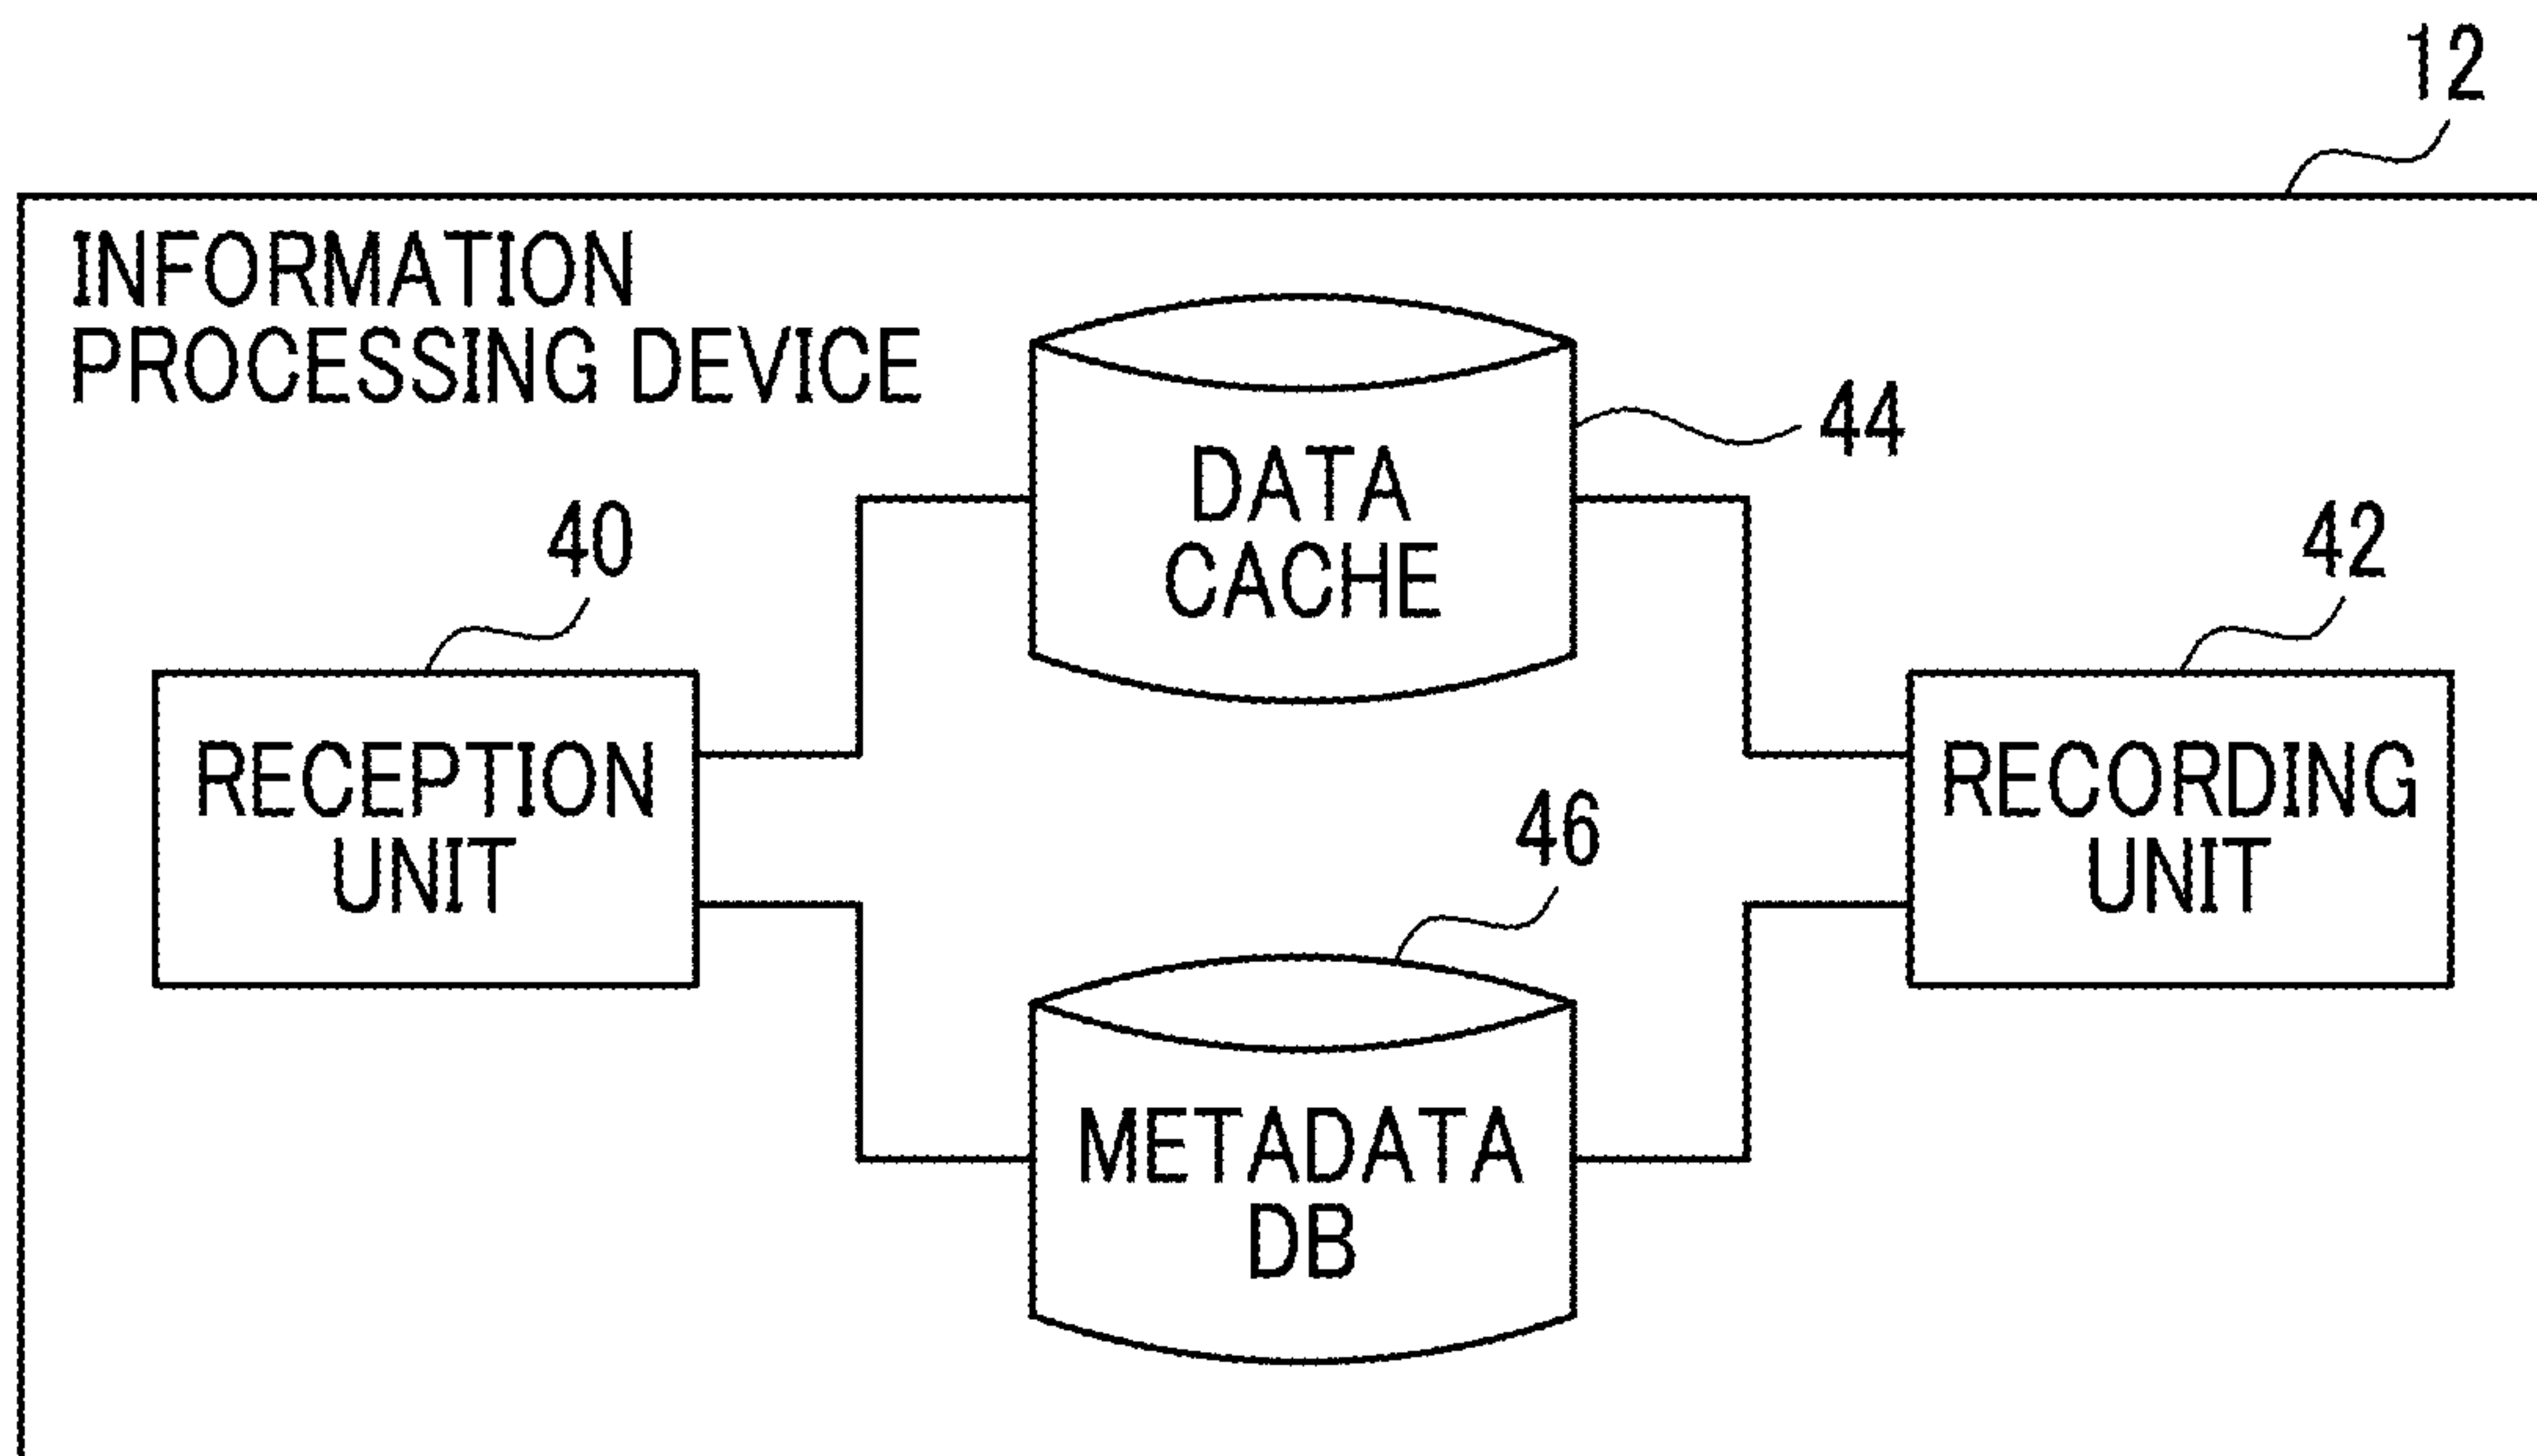 12
INFORMATION
PROCESSING DEVICE
44
DATA
CACHE
40
42
RECEPTION
UNIT
RECORDING
UNIT
46
METADATA
DB